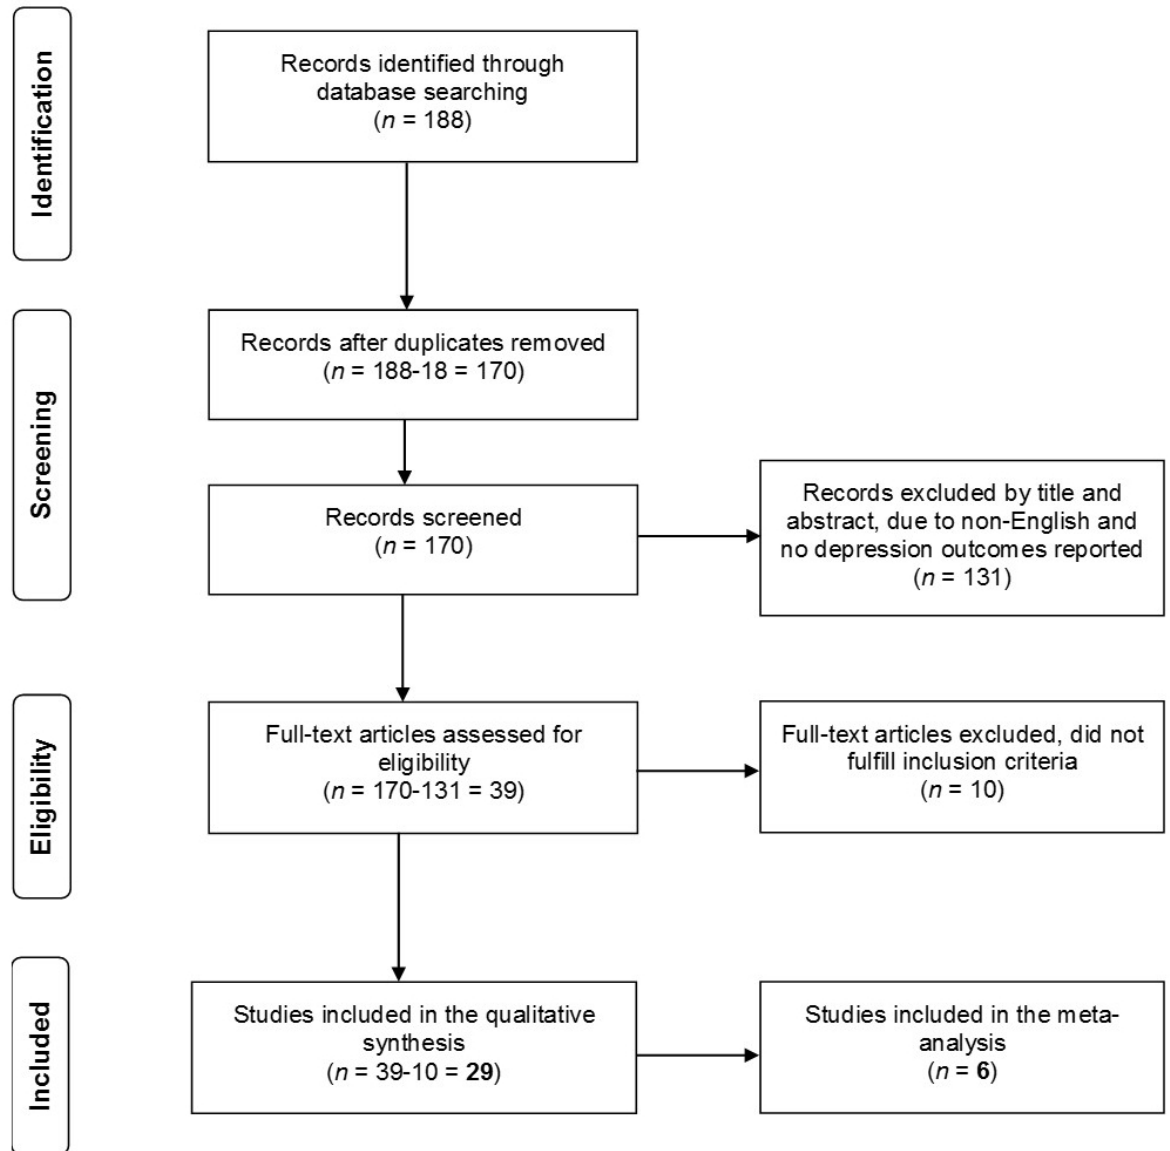 Identification
Records identified through
database searching
(n = 188)
Screening
Records after duplicates removed
(n = 188-18 = 170)
Records screened
(n = 170)
Records excluded by title and
abstract, due to non-English and
no depression outcomes reported
(n = 131)
Eligibility
Full-text articles assessed for
eligibility
(n = 170-131 = 39)
Full-text articles excluded, did not
fulfill inclusion criteria
(n = 10)
Included
Studies included in the qualitative
synthesis
(n = 39-10 = 29)
Studies included in the meta-
analysis
(n = 6)